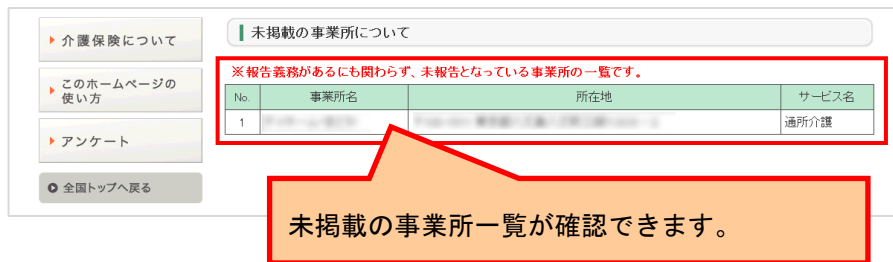 介護保険について
このホームページの
使い方
アンケート
全国トップへ戻る
未掲載の事業所について
※報告義務があるにも関わらず、未報告となっている事業所の一覧です。
No. 事業所名 所在地 サービス名
1 通所介護
未掲載の事業所一覧が確認できます。